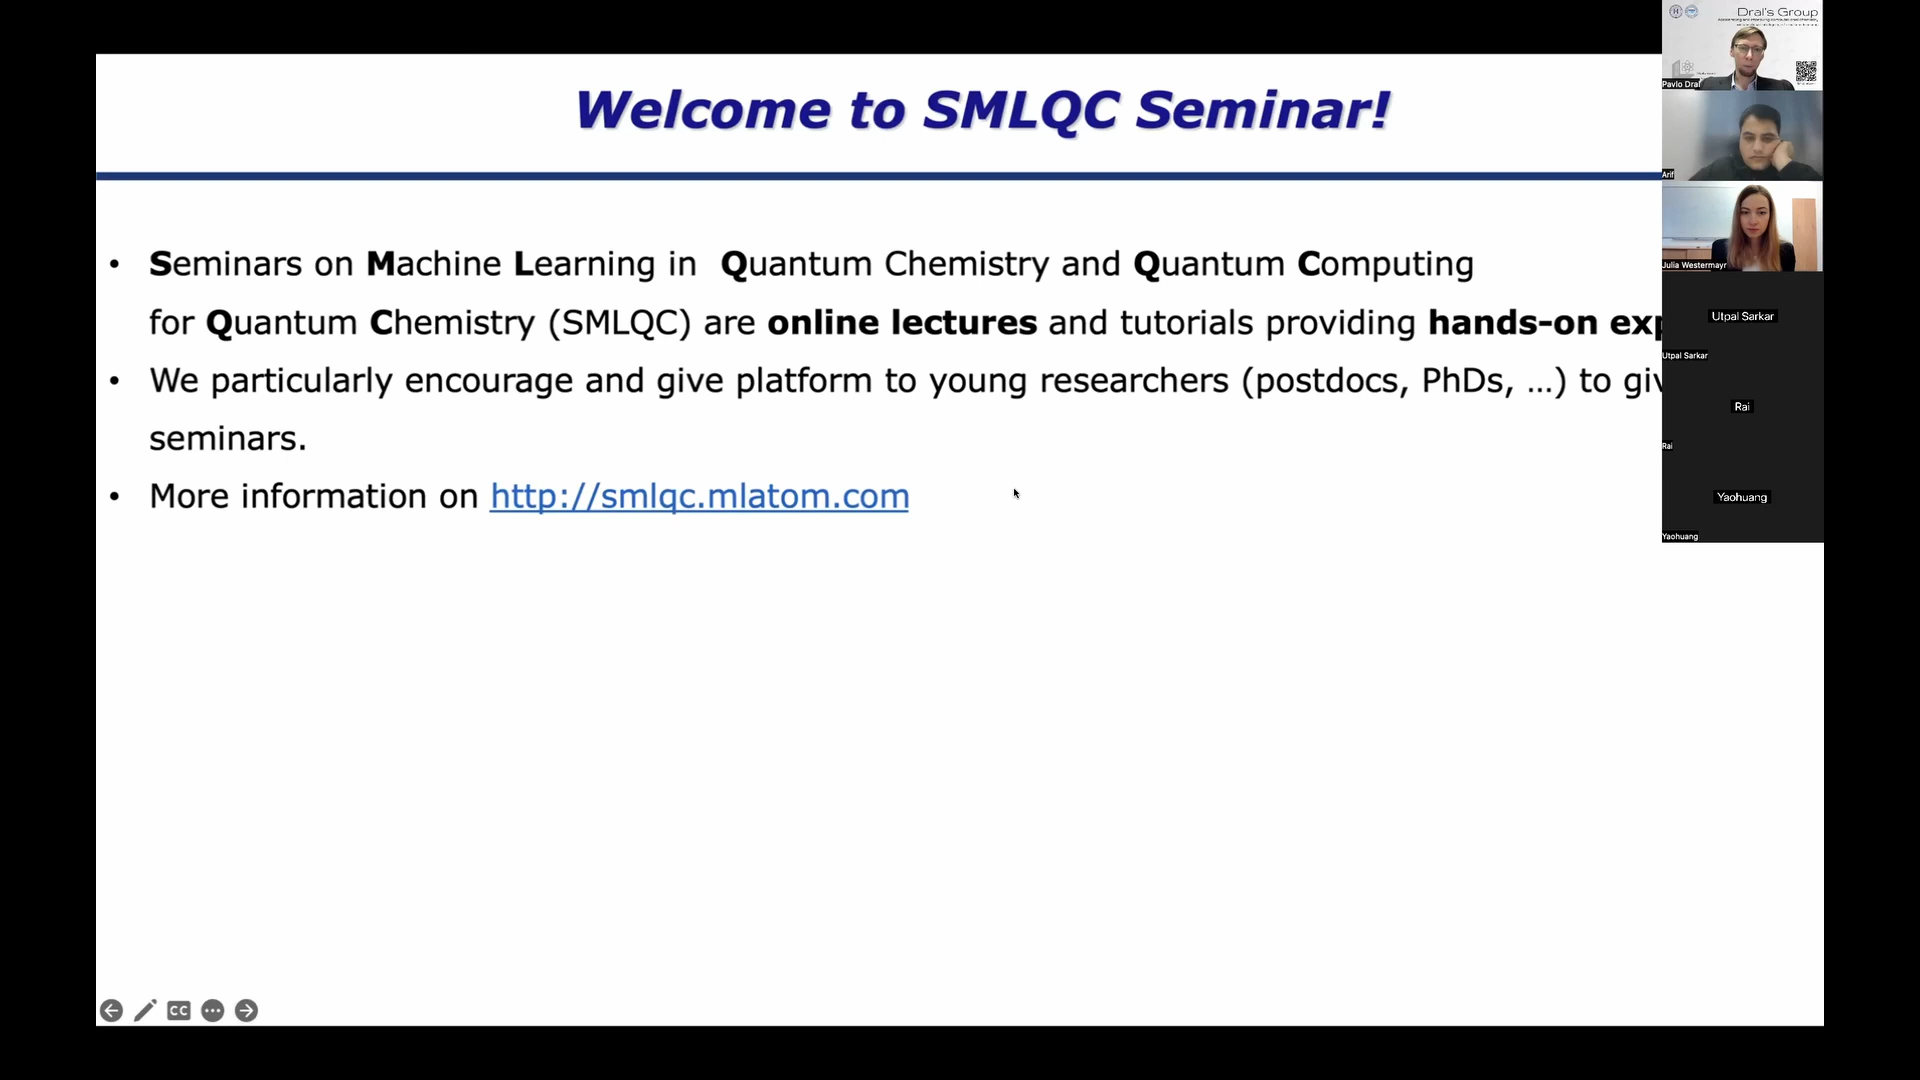 Welcome to SMLQC Seminar!
• Seminars on Machine Learning in Quantum Chemistry and Quantum Computing
for Quantum Chemistry (SMLQC) are online lectures and tutorials providing hands-on exp
• We particularly encourage and give platform to young researchers (postdocs, PhDs, ...) to giv
seminars.
• More information on http://smlqc.mlatom.com
CC
Dral's Group
Pavlo Dral
Arif
Julia Westermayr
Utpal Sarkar
Utpal Sarkar
Rai
Rai
Yaohuang
Yaohuang